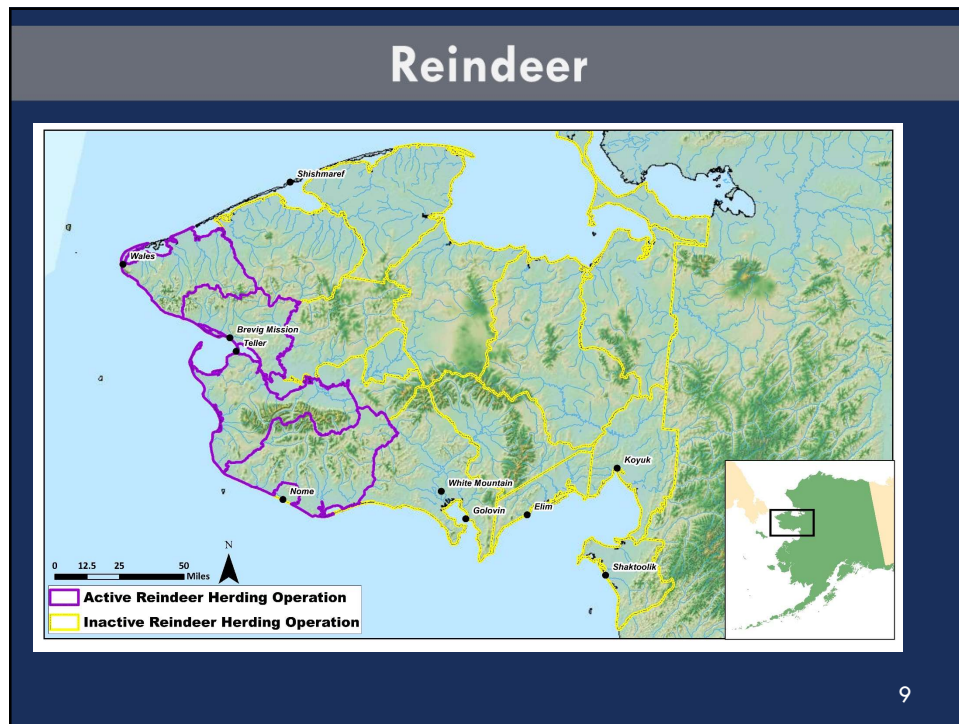 Reindeer
Shishmaref
Wales
Brevig Mission
Teller
Koyuk
White Mountain
Nome
Golovin
Elim
Shaktoolik
N
0 12.5 25 50
Miles
Active Reindeer Herding Operation
Inactive Reindeer Herding Operation
9